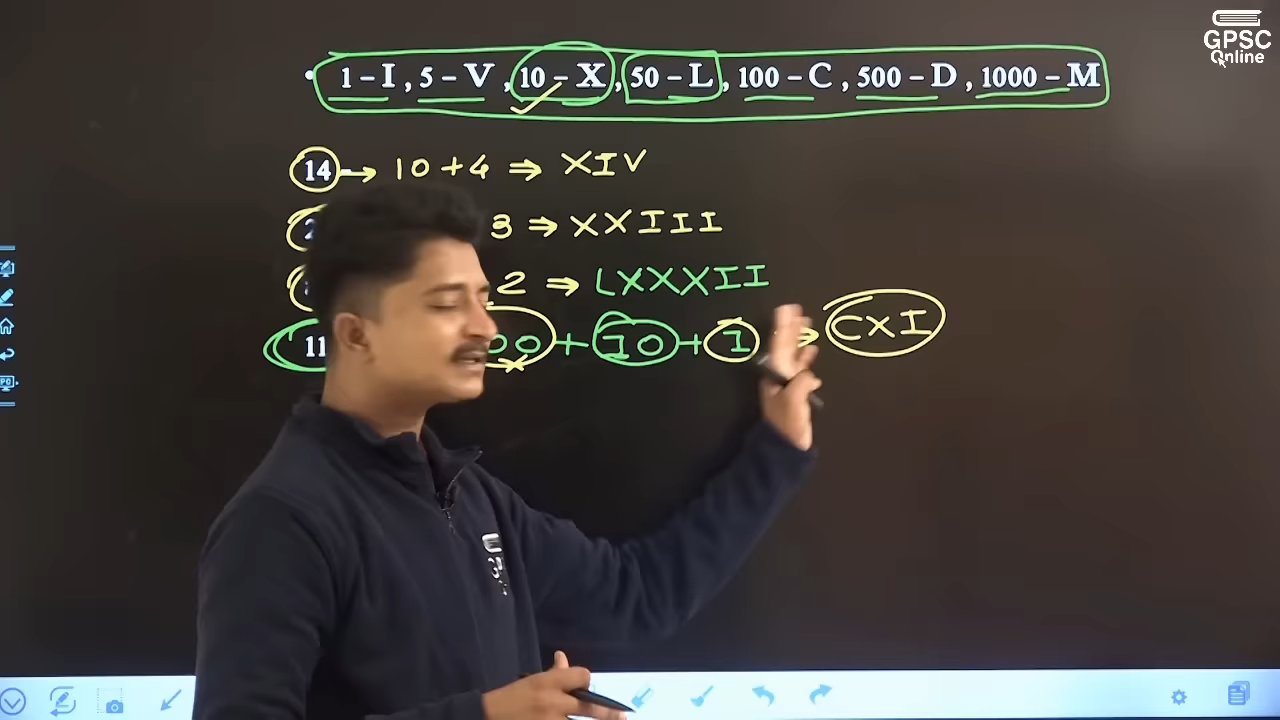 GPSC
Online
• 1 – I , 5 – V , 10 – X , 50 – L , 100 – C , 500 – D , 1000 – M
14 → 10 + 4 ⇒ XIV
3 ⇒ XXIII
2 ⇒ LXXXII
11 00 + 10 + 1 ⇒ CXI